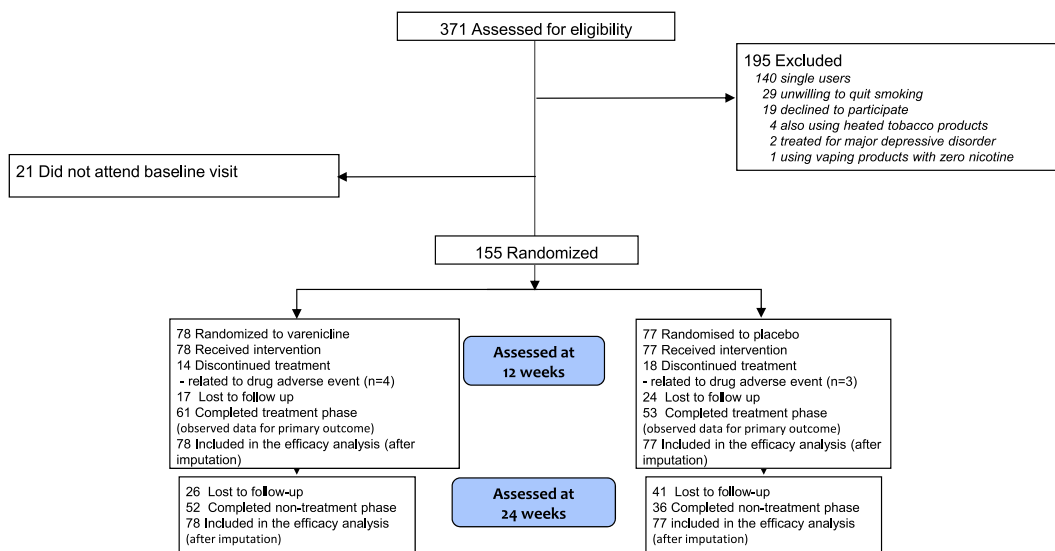 371 Assessed for eligibility
195 Excluded
140 single users
29 unwilling to quit smoking
19 declined to participate
4 also using heated tobacco products
2 treated for major depressive disorder
1 using vaping products with zero nicotine
21 Did not attend baseline visit
155 Randomized
78 Randomized to varenicline
78 Received intervention
14 Discontinued treatment
- related to drug adverse event (n=4)
17 Lost to follow up
61 Completed treatment phase
(observed data for primary outcome)
78 Included in the efficacy analysis (after
imputation)
Assessed at
12 weeks
77 Randomised to placebo
77 Received intervention
18 Discontinued treatment
- related to drug adverse event (n=3)
24 Lost to follow up
53 Completed treatment phase
(observed data for primary outcome)
77 Included in the efficacy analysis (after
imputation)
26 Lost to follow-up
52 Completed non-treatment phase
78 Included in the efficacy analysis
(after imputation)
Assessed at
24 weeks
41 Lost to follow-up
36 Completed non-treatment phase
77 included in the efficacy analysis
(after imputation)